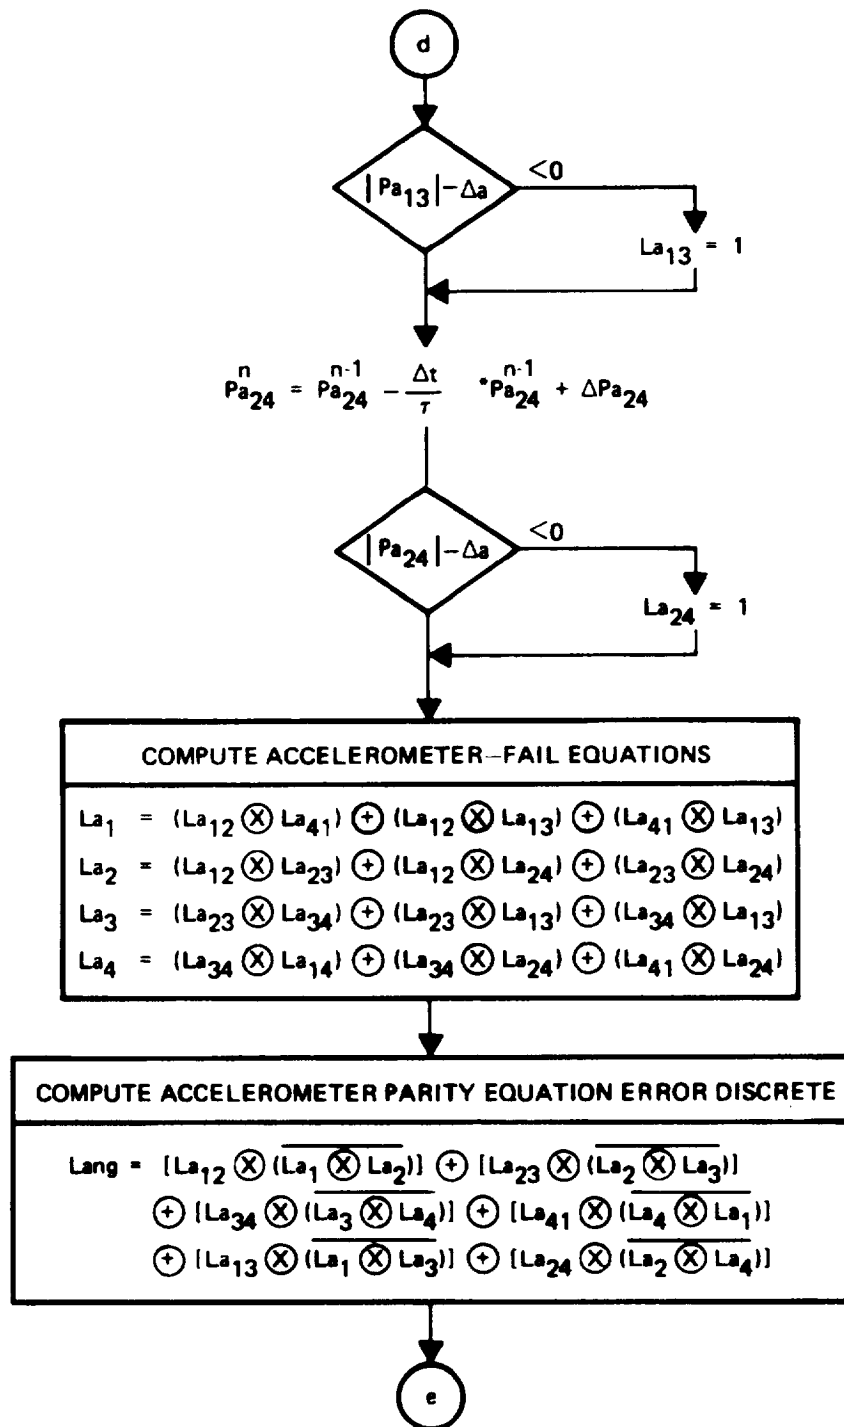 d
|Pa13| - Δa
<0
La13 = 1
Pa24^n = Pa24^n-1 - Δt/τ *Pa24^n-1 + ΔPa24
|Pa24| - Δa
<0
La24 = 1
COMPUTE ACCELEROMETER–FAIL EQUATIONS
La1 = (La12 ⊗ La41) ⊕ (La12 ⊗ La13) ⊕ (La41 ⊗ La13)
La2 = (La12 ⊗ La23) ⊕ (La12 ⊗ La24) ⊕ (La23 ⊗ La24)
La3 = (La23 ⊗ La34) ⊕ (La23 ⊗ La13) ⊕ (La34 ⊗ La13)
La4 = (La34 ⊗ La14) ⊕ (La34 ⊗ La24) ⊕ (La41 ⊗ La24)
COMPUTE ACCELEROMETER PARITY EQUATION ERROR DISCRETE
Lang = [La12 ⊗ (La1 ⊗ La2)] ⊕ [La23 ⊗ (La2 ⊗ La3)]
⊕ [La34 ⊗ (La3 ⊗ La4)] ⊕ [La41 ⊗ (La4 ⊗ La1)]
⊕ [La13 ⊗ (La1 ⊗ La3)] ⊕ [La24 ⊗ (La2 ⊗ La4)]
e